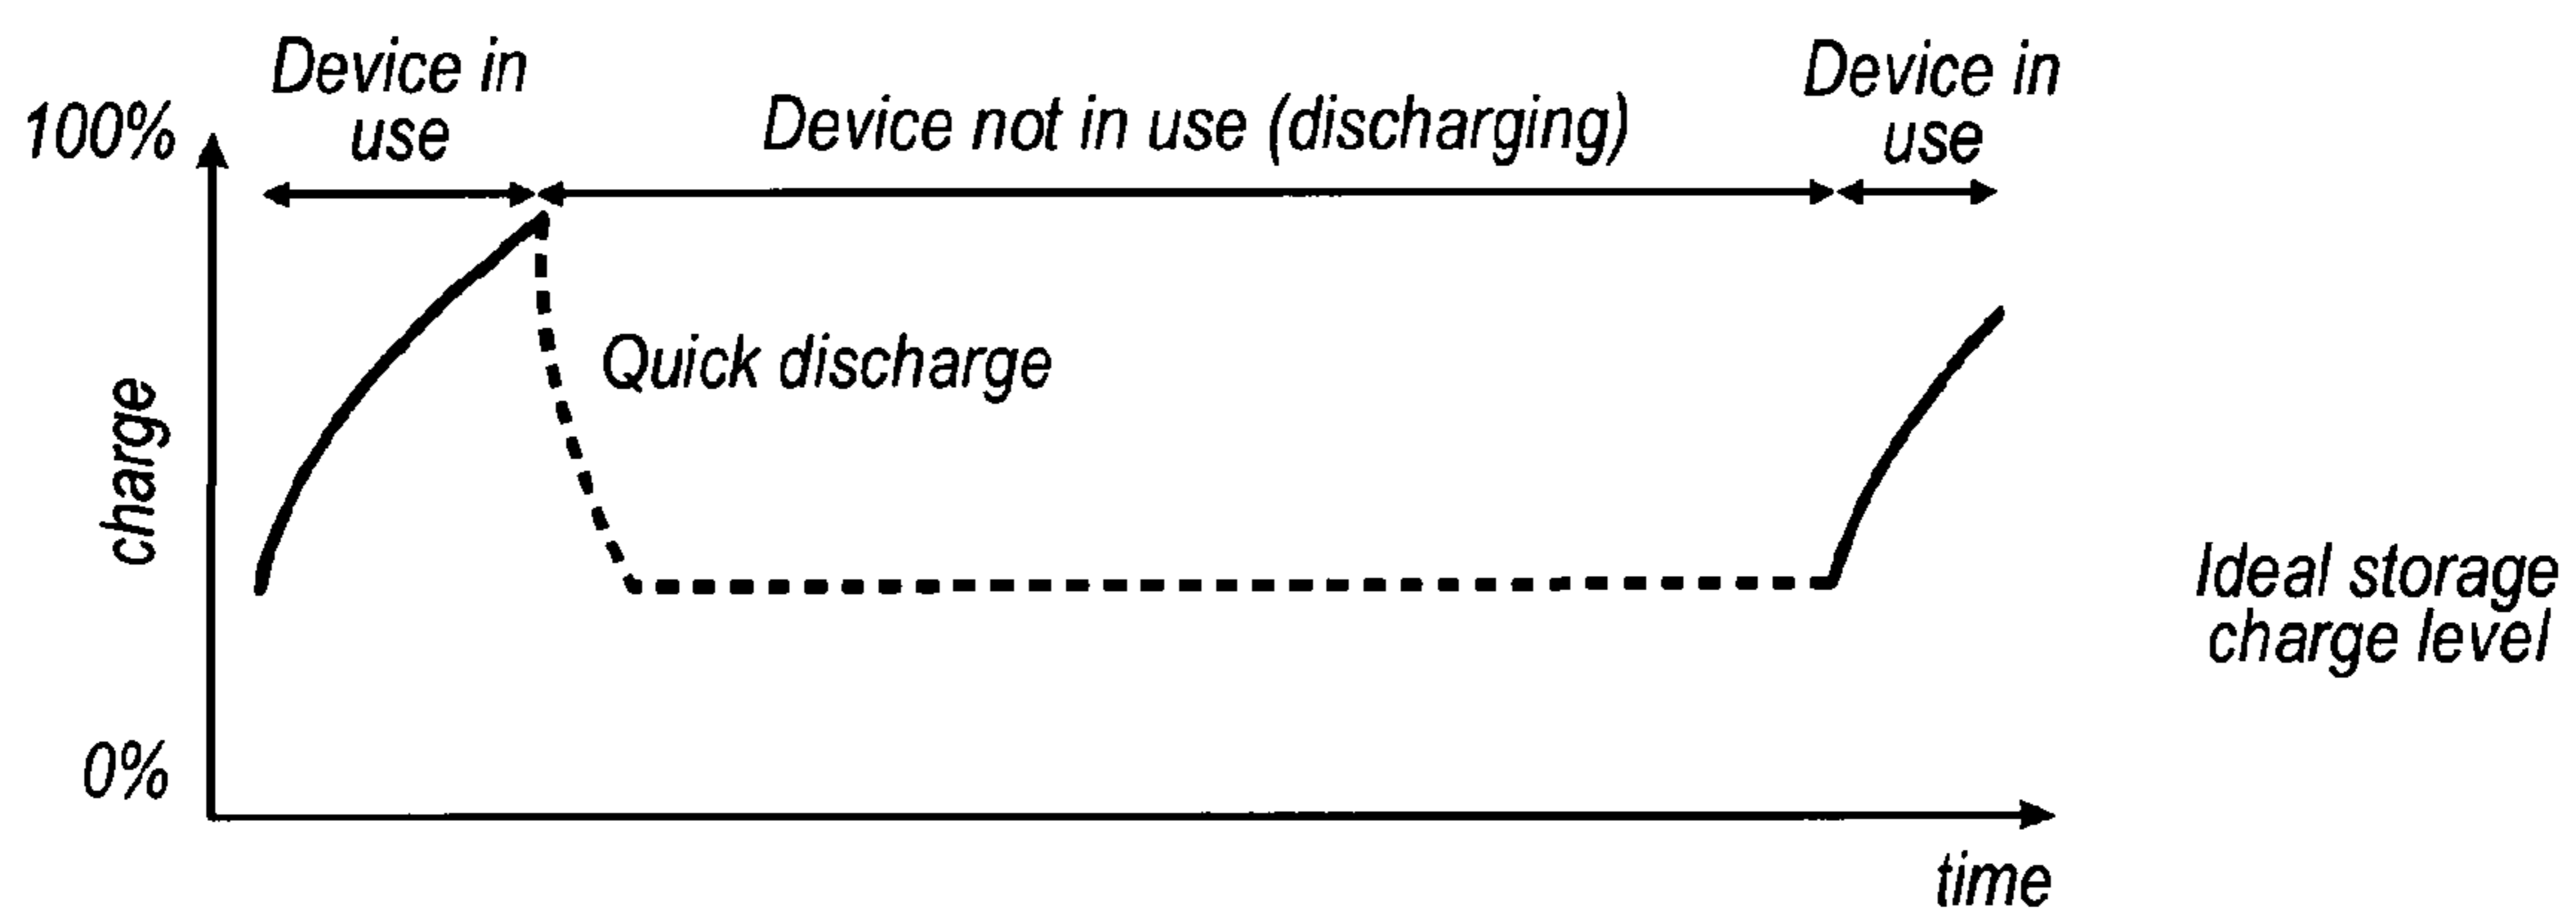 Device in
use
Device not in use (discharging)
Device in
use
100%
Quick discharge
charge
Ideal storage
charge level
0%
time